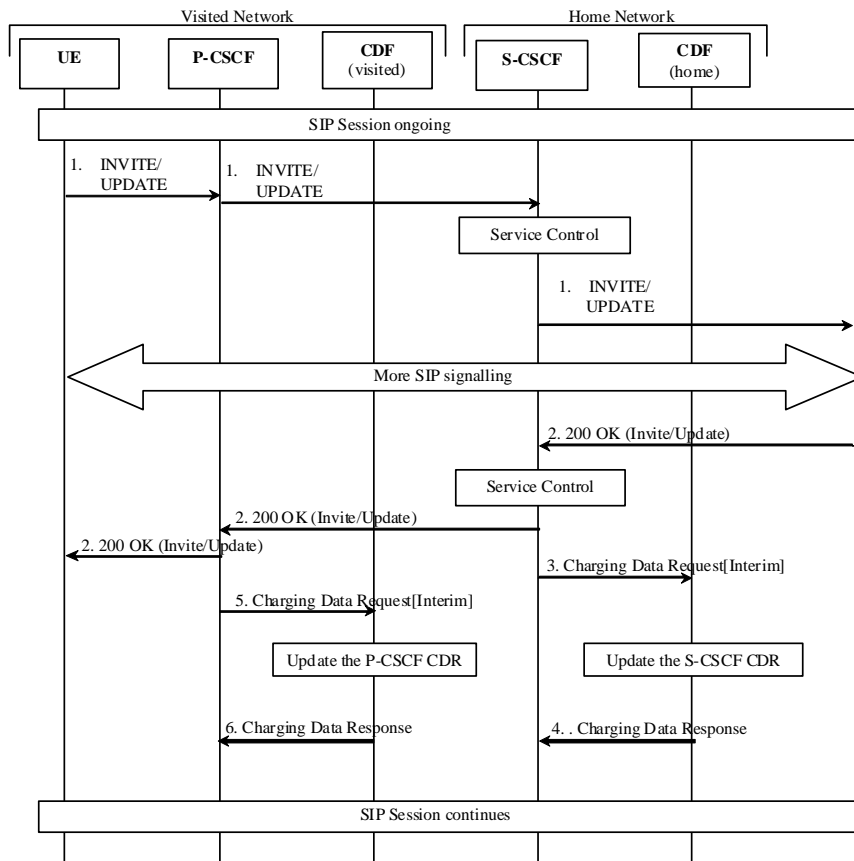 Visited Network
Home Network
UE
P-CSCF
CDF
(visited)
S-CSCF
CDF
(home)
SIP Session ongoing
1. INVITE/
UPDATE
1. INVITE/
UPDATE
Service Control
1. INVITE/
UPDATE
More SIP signalling
2. 200 OK (Invite/Update)
Service Control
2. 200 OK (Invite/Update)
2. 200 OK (Invite/Update)
3. Charging Data Request[Interim]
5. Charging Data Request[Interim]
Update the P-CSCF CDR
Update the S-CSCF CDR
6. Charging Data Response
4. . Charging Data Response
SIP Session continues